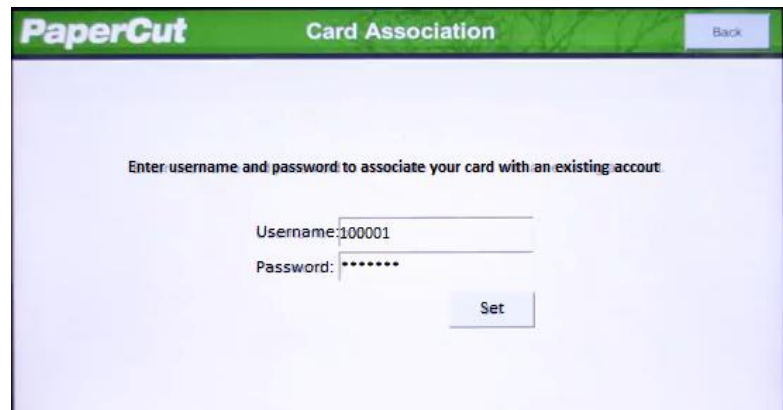 PaperCut Card Association Back
Enter username and password to associate your card with an existing accout
Username: 100001
Password: •••••••
Set